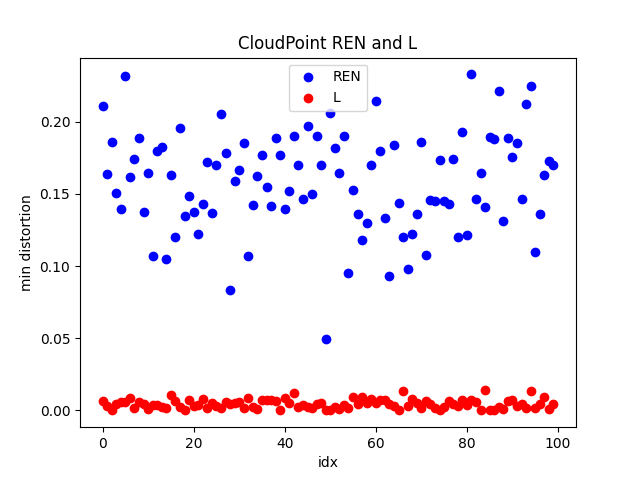 CloudPoint REN and L
REN
L
min distortion
0.20
0.15
0.10
0.05
0.00
0 20 40 60 80 100
idx